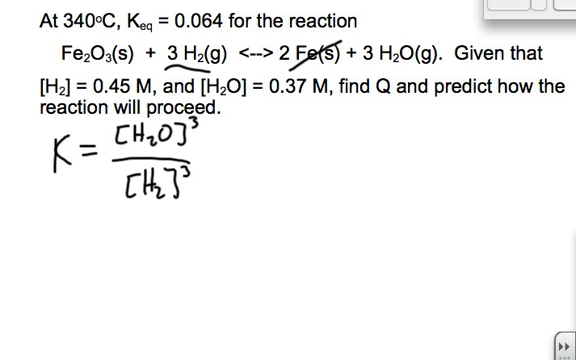 At 340°C, Keq = 0.064 for the reaction
Fe₂O₃(s) + 3 H₂(g) <--> 2 Fe(s) + 3 H₂O(g). Given that
[H₂] = 0.45 M, and [H₂O] = 0.37 M, find Q and predict how the
reaction will proceed.
K = [H₂O]³
[H₂]³